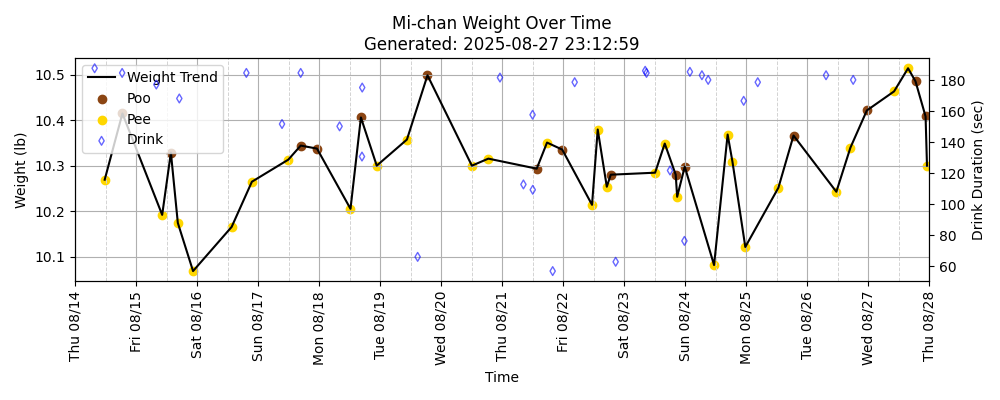 Mi-chan Weight Over Time
Generated: 2025-08-27 23:12:59
Weight Trend
Poo
Pee
Drink
Weight (lb)
10.5
10.4
10.3
10.2
10.1
Drink Duration (sec)
180
160
140
120
100
80
60
Thu 08/14
Fri 08/15
Sat 08/16
Sun 08/17
Mon 08/18
Tue 08/19
Wed 08/20
Thu 08/21
Fri 08/22
Sat 08/23
Sun 08/24
Mon 08/25
Tue 08/26
Wed 08/27
Thu 08/28
Time